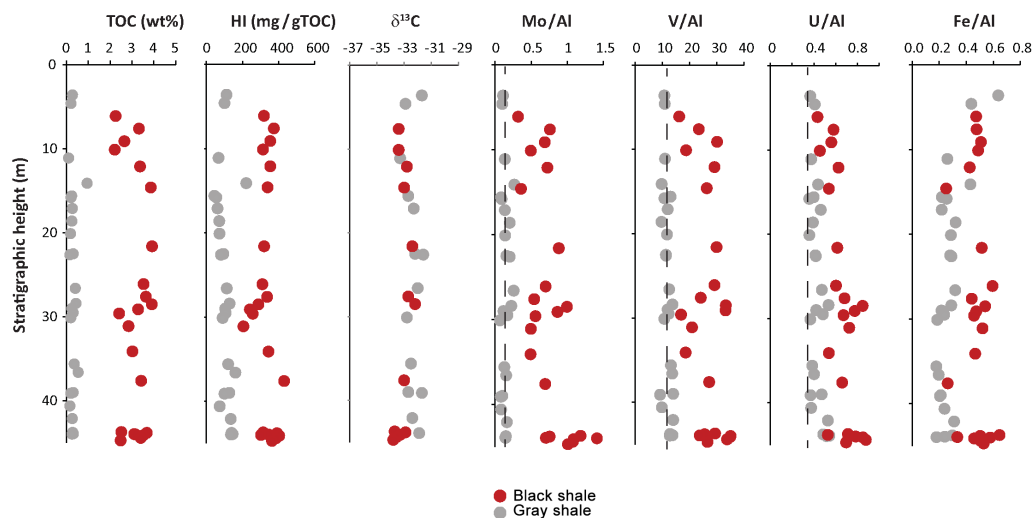 TOC (wt%) HI (mg/gTOC) δ13C Mo/Al V/Al U/Al Fe/Al
0 1 2 3 4 5 0 200 400 600 -37 -35 -33 -31 -29 0 0.5 1.0 1.5 0 10 20 30 40 0 0.4 0.8 0.0 0.2 0.4 0.6 0.8
0
10
20
30
40
Stratigraphic height (m)
Black shale
Gray shale